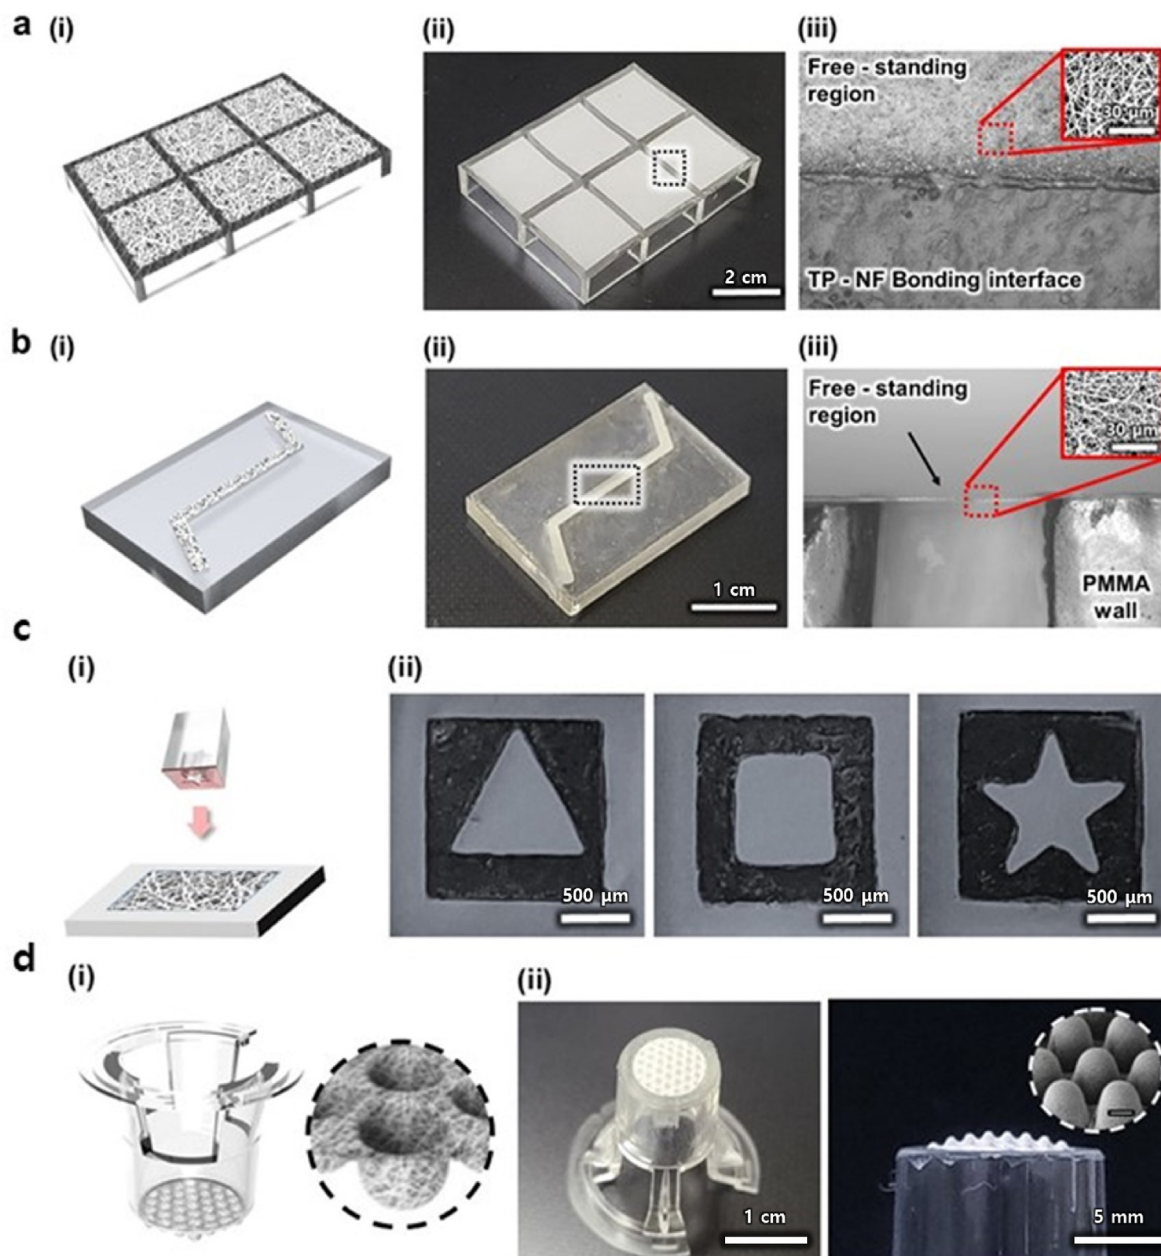 a (i) (ii) (iii)
Free - standing
region
30 μm
2 cm
TP - NF Bonding interface
b (i) (ii) (iii)
Free - standing
region
30 μm
1 cm
PMMA
wall
c
(i) (ii)
500 μm 500 μm 500 μm
d
(i) (ii)
1 cm 5 mm